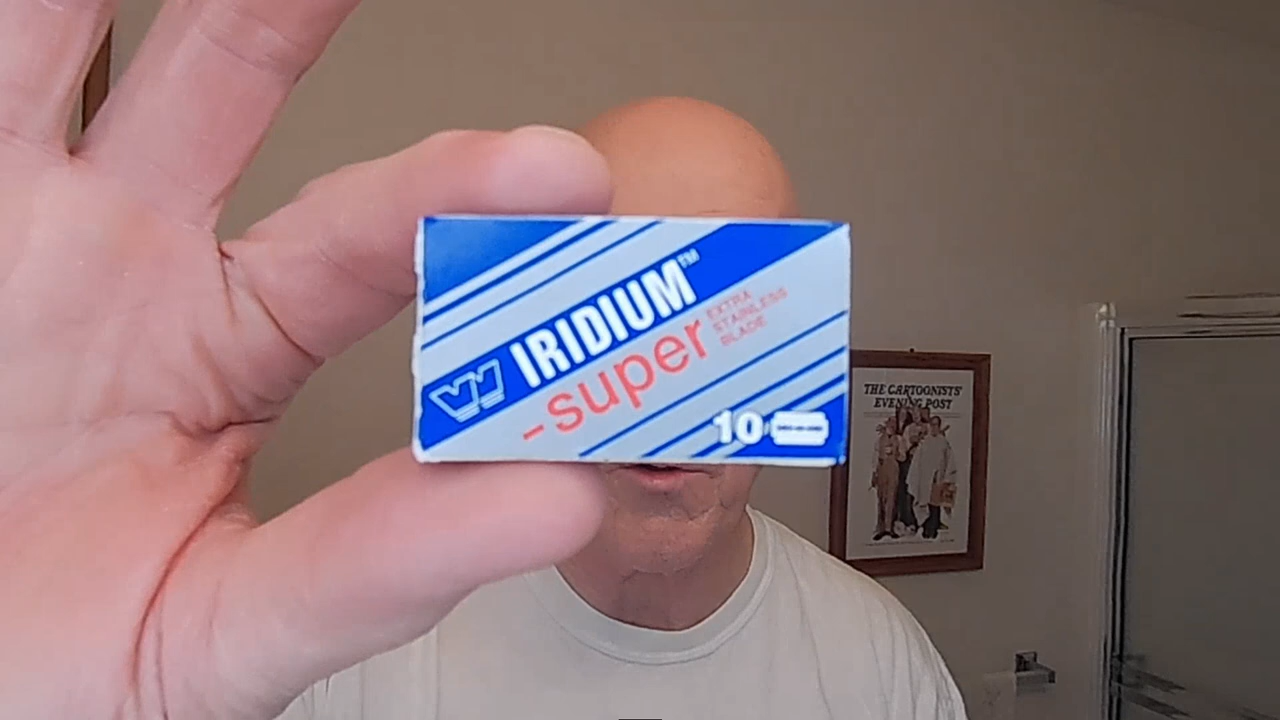 IRIDIUM™
-super
EXTRA
STAINLESS
BLADE
10
THE CARTOONISTS'
EVENING POST